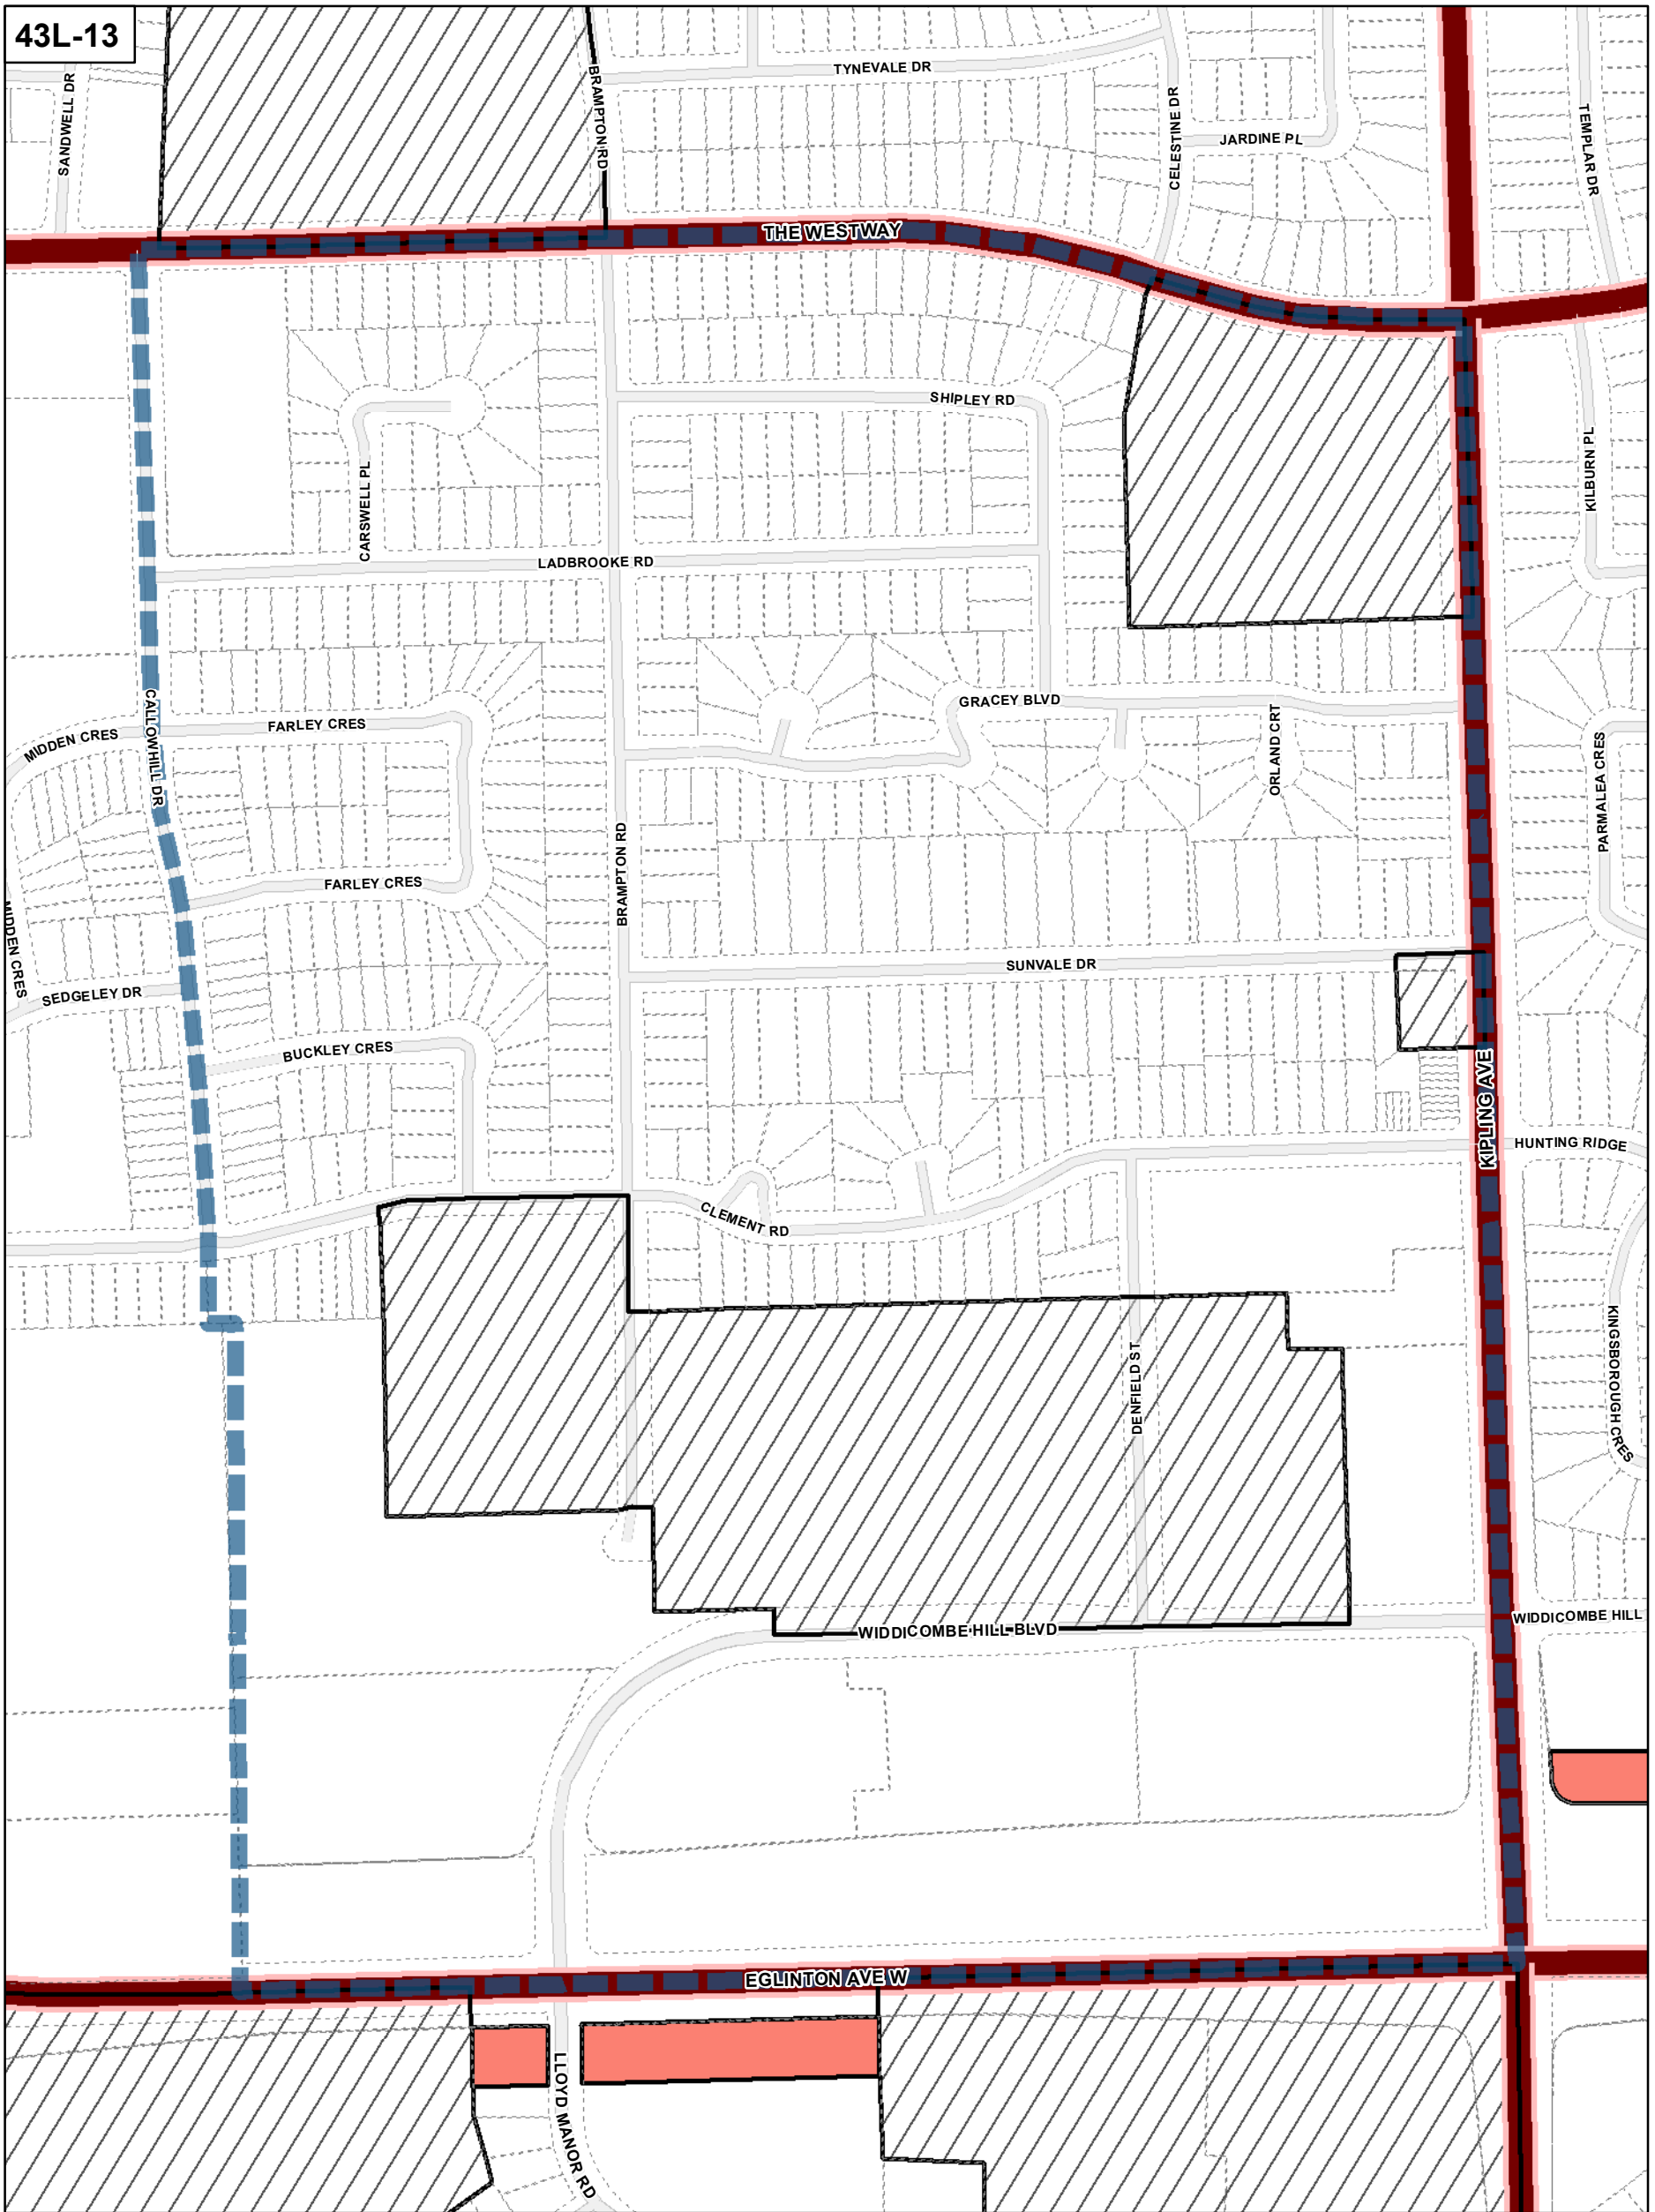 43L-13
SANDWELL DR
BRAMPTON RD
TYNEVALE DR
CELESTINE DR
JARDINE PL
TEMPLAR DR
THE WESTWAY
SHIPLEY RD
CARSWELL PL
KILBURN PL
LADBROOKE RD
CALLOWHILL DR
MIDDEN CRES
FARLEY CRES
GRACEY BLVD
ORLAND CRT
PARMALEA CRES
BRAMPTON RD
FARLEY CRES
MIDDEN CRES
SEDGELEY DR
SUNVALE DR
BUCKLEY CRES
KIPLING AVE
HUNTING RIDGE
CLEMENT RD
DENFIELD ST
KINGSBOROUGH CRES
WIDDICOMBE HILL BLVD
WIDDICOMBE HILL
EGLINTON AVE W
LLOYD MANOR RD